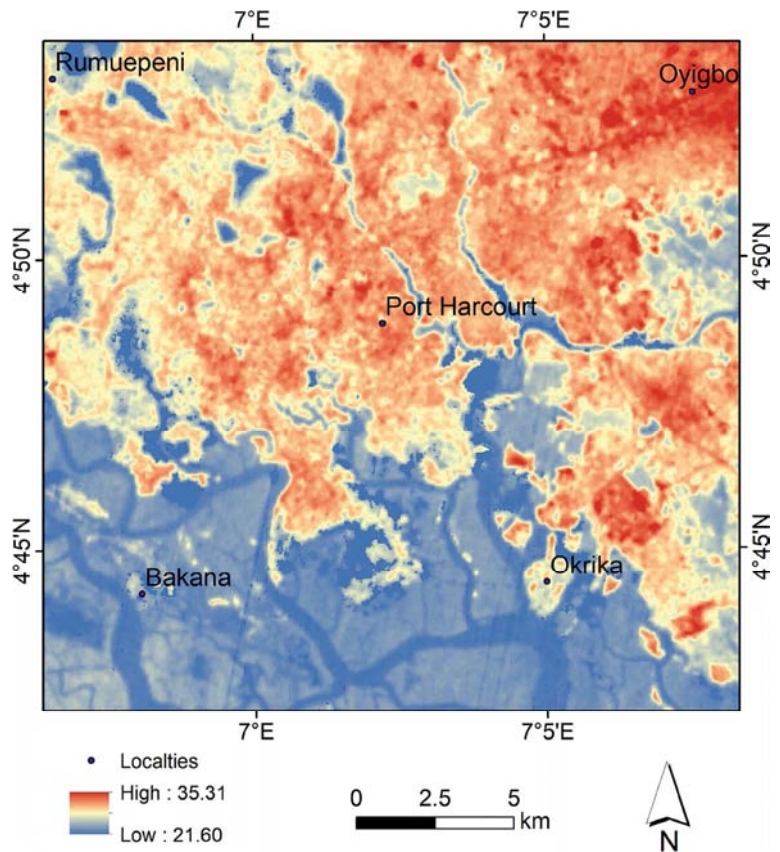 7°E 7°5'E
Rumuepeni
Oyigbo
4°50'N 4°50'N
Port Harcourt
4°45'N 4°45'N
Bakana
Okrika
7°E 7°5'E
Localties
High : 35.31
Low : 21.60
0 2.5 5
km
N